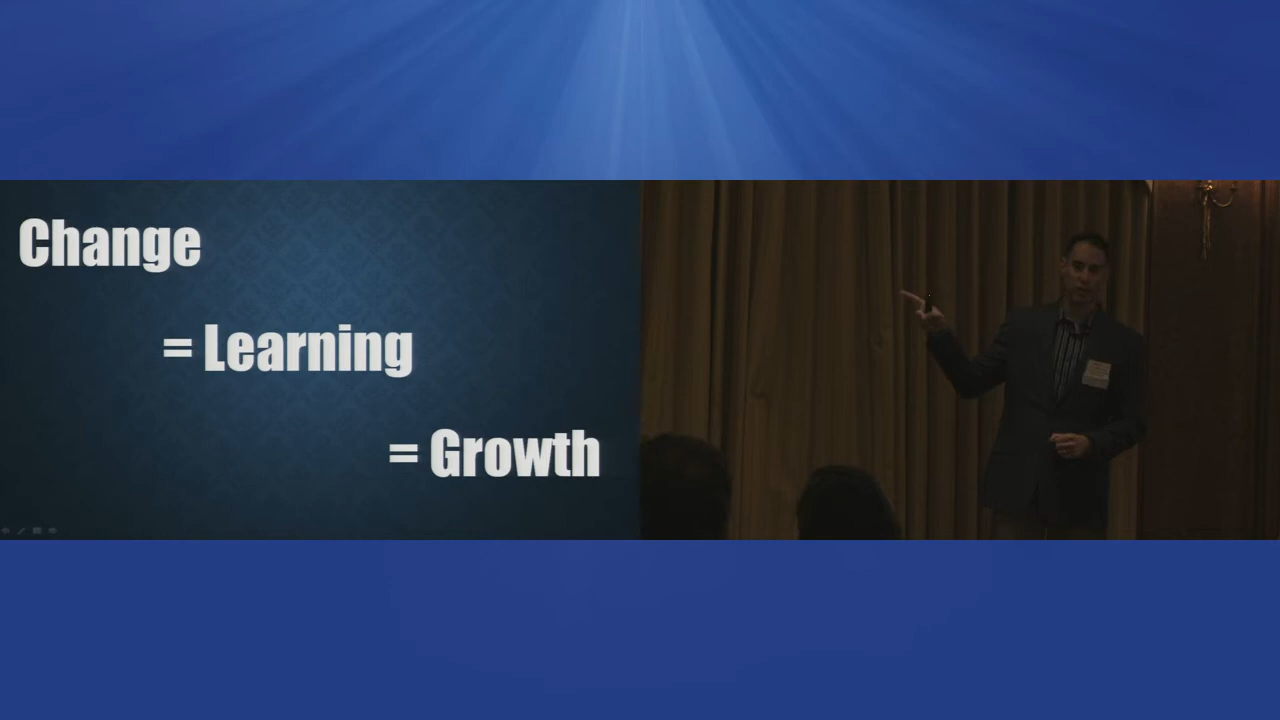 Change
= Learning
= Growth